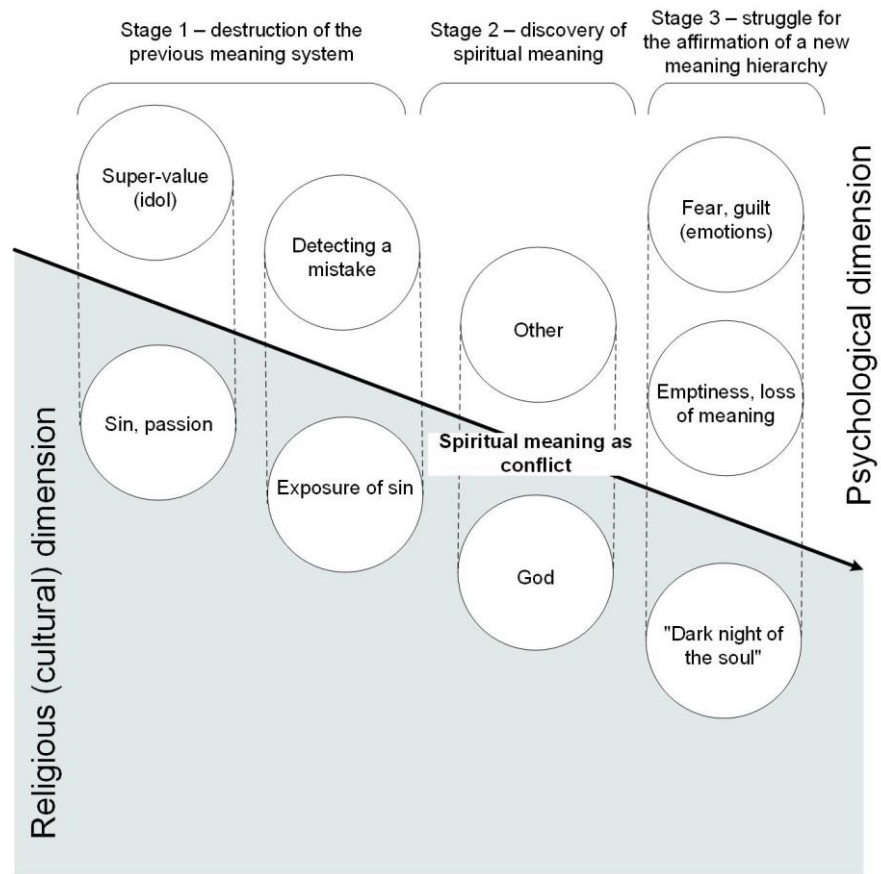 Stage 1 – destruction of the
previous meaning system
Stage 2 – discovery of
spiritual meaning
Stage 3 – struggle for
the affirmation of a new
meaning hierarchy
Super-value
(idol)
Detecting a
mistake
Other
Fear, guilt
(emotions)
Emptiness, loss
of meaning
Psychological dimension
Sin, passion
Exposure of sin
Spiritual meaning as
conflict
God
"Dark night of
the soul"
Religious (cultural) dimension